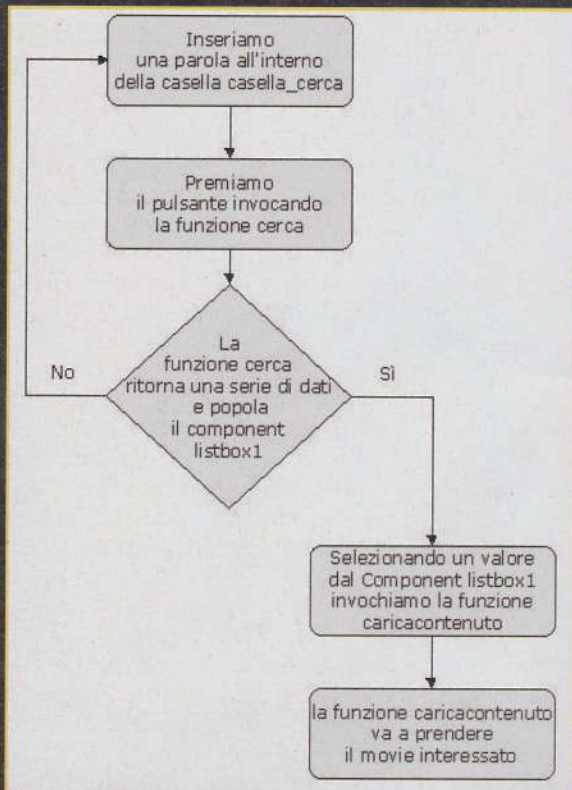 Inseriamo
una parola all'interno
della casella casella_cerca
Premiamo
il pulsante invocando
la funzione cerca
La
funzione cerca
ritorna una serie di dati
e popola
il component
listbox1
No
Sì
Selezionando un valore
dal Component listbox1
invochiamo la funzione
caricacontenuto
la funzione caricacontenuto
va a prendere
il movie interessato